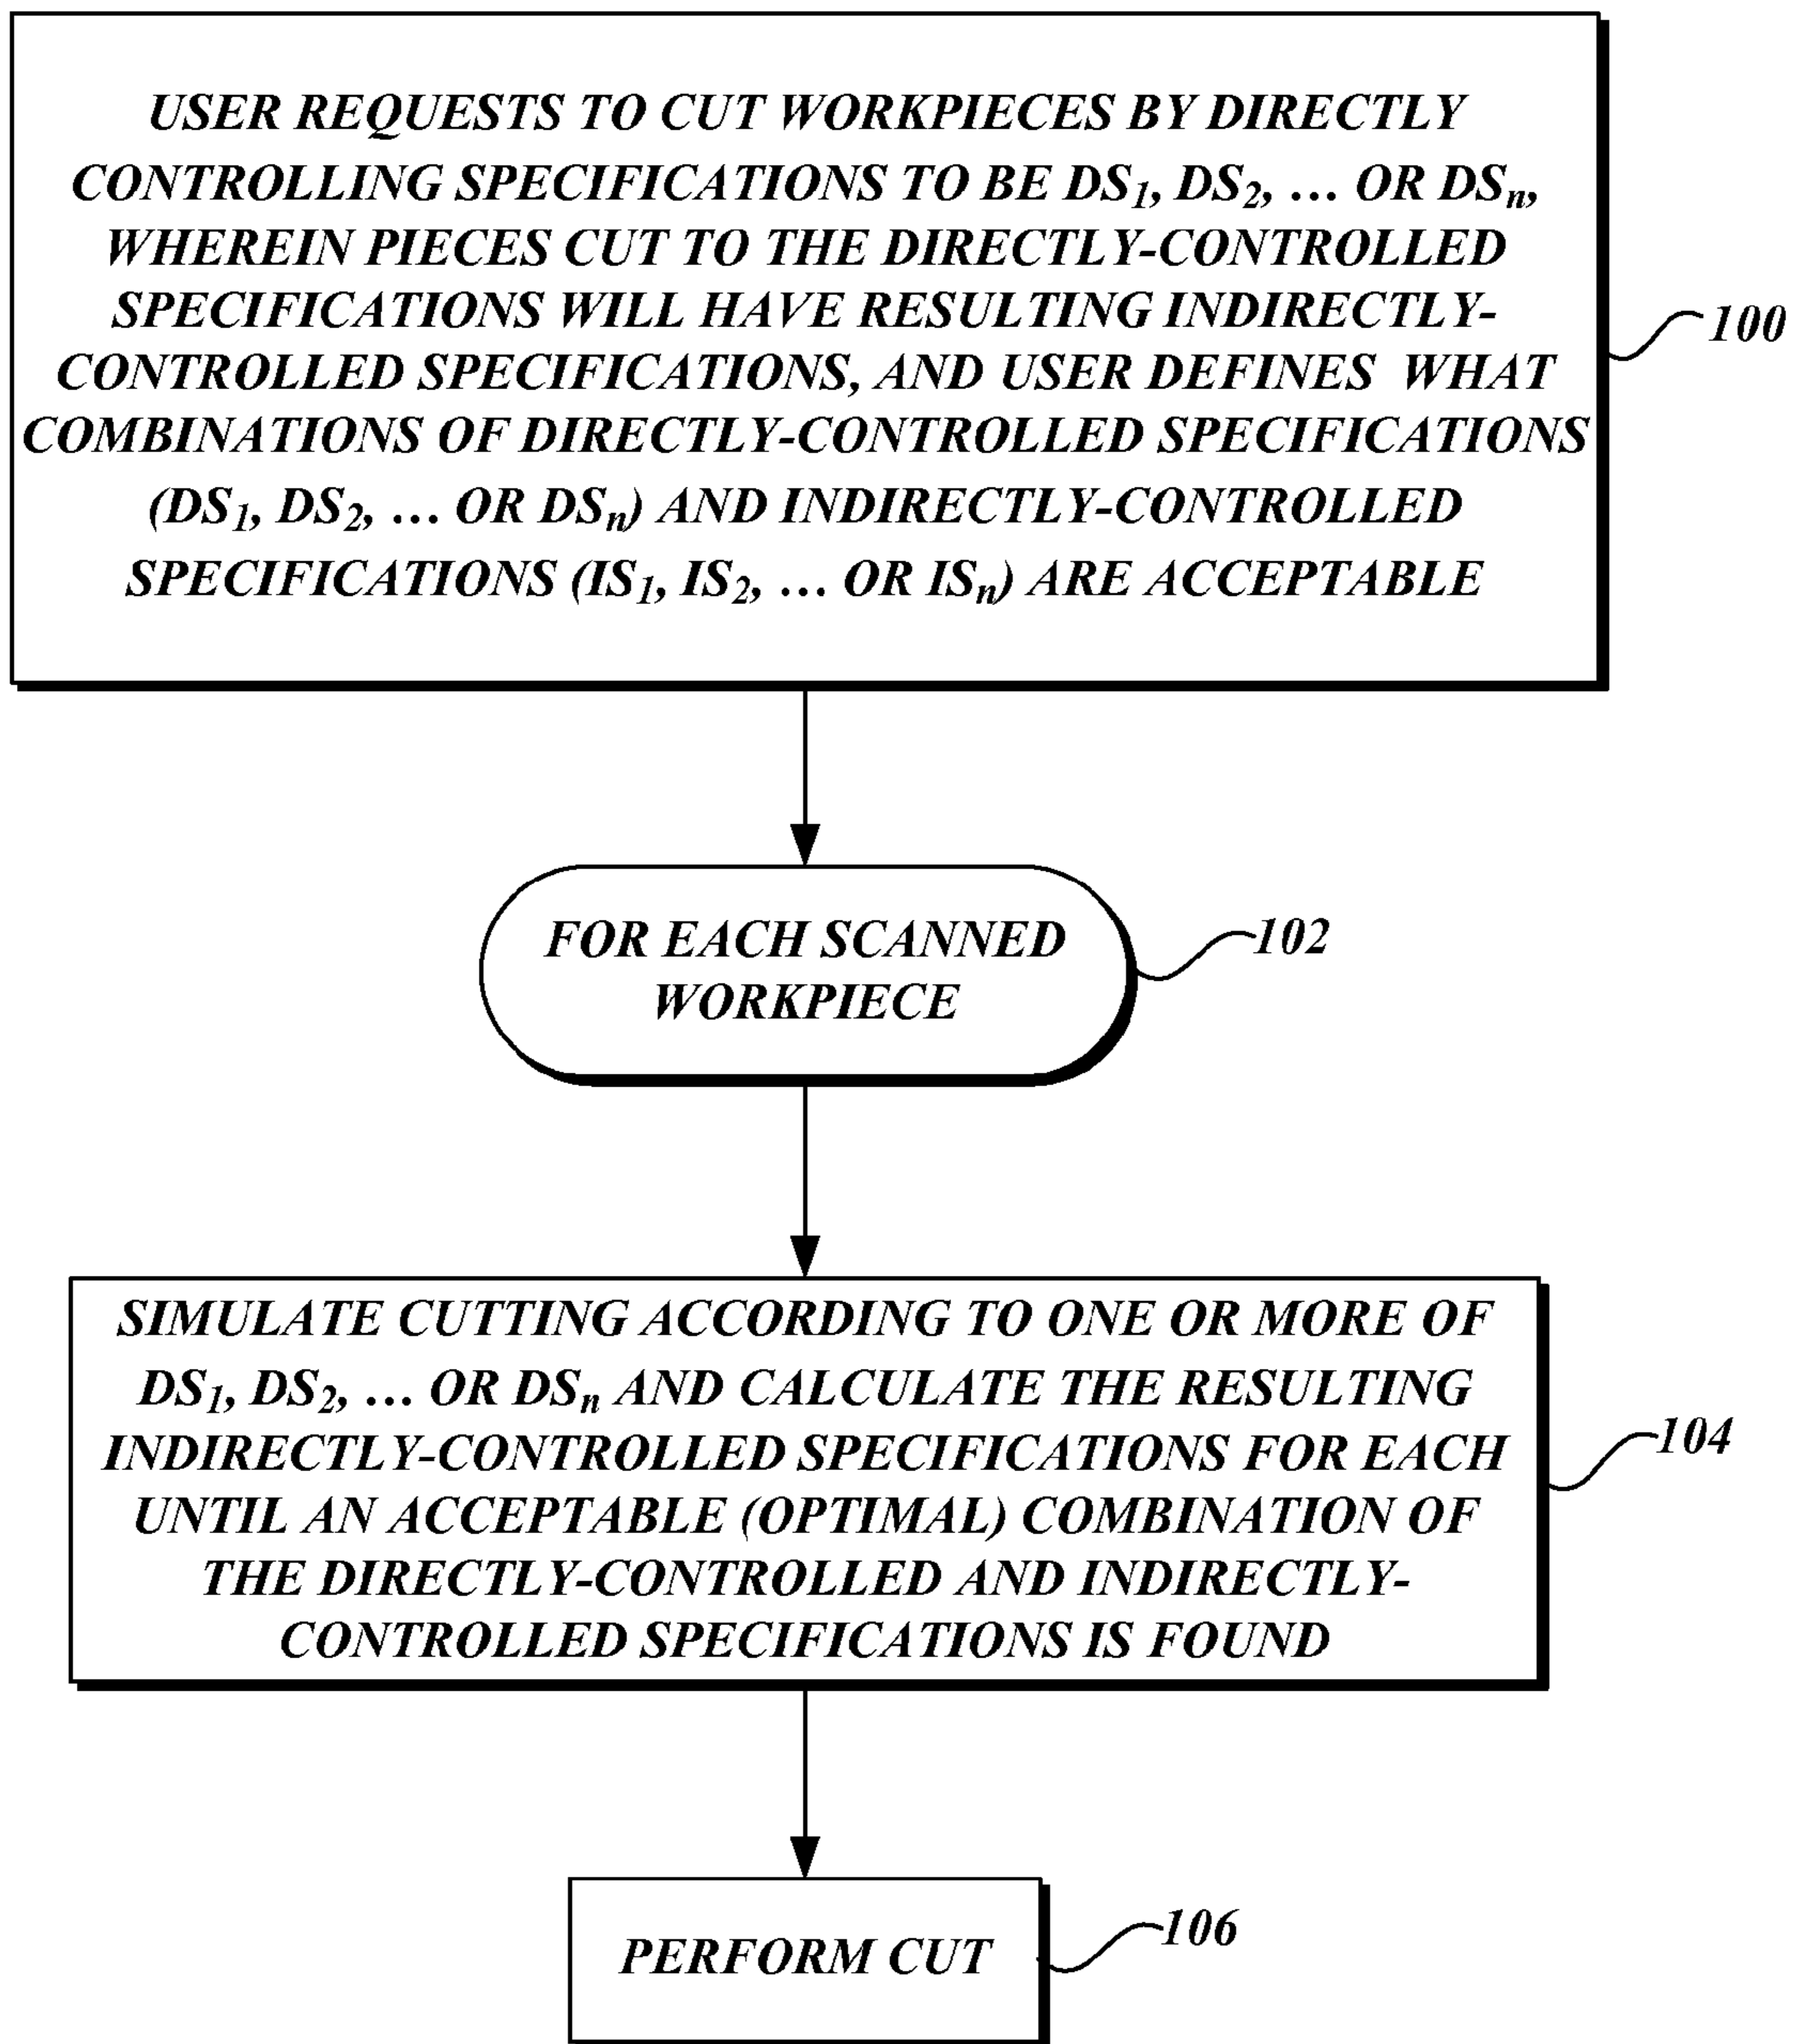 USER REQUESTS TO CUT WORKPIECES BY DIRECTLY
CONTROLLING SPECIFICATIONS TO BE DS₁, DS₂, … OR DSₙ,
WHEREIN PIECES CUT TO THE DIRECTLY-CONTROLLED
SPECIFICATIONS WILL HAVE RESULTING INDIRECTLY-
CONTROLLED SPECIFICATIONS, AND USER DEFINES WHAT
COMBINATIONS OF DIRECTLY-CONTROLLED SPECIFICATIONS
(DS₁, DS₂, … OR DSₙ) AND INDIRECTLY-CONTROLLED
SPECIFICATIONS (IS₁, IS₂, … OR ISₙ) ARE ACCEPTABLE
100
FOR EACH SCANNED
WORKPIECE
102
SIMULATE CUTTING ACCORDING TO ONE OR MORE OF
DS₁, DS₂, … OR DSₙ AND CALCULATE THE RESULTING
INDIRECTLY-CONTROLLED SPECIFICATIONS FOR EACH
UNTIL AN ACCEPTABLE (OPTIMAL) COMBINATION OF
THE DIRECTLY-CONTROLLED AND INDIRECTLY-
CONTROLLED SPECIFICATIONS IS FOUND
104
PERFORM CUT
106